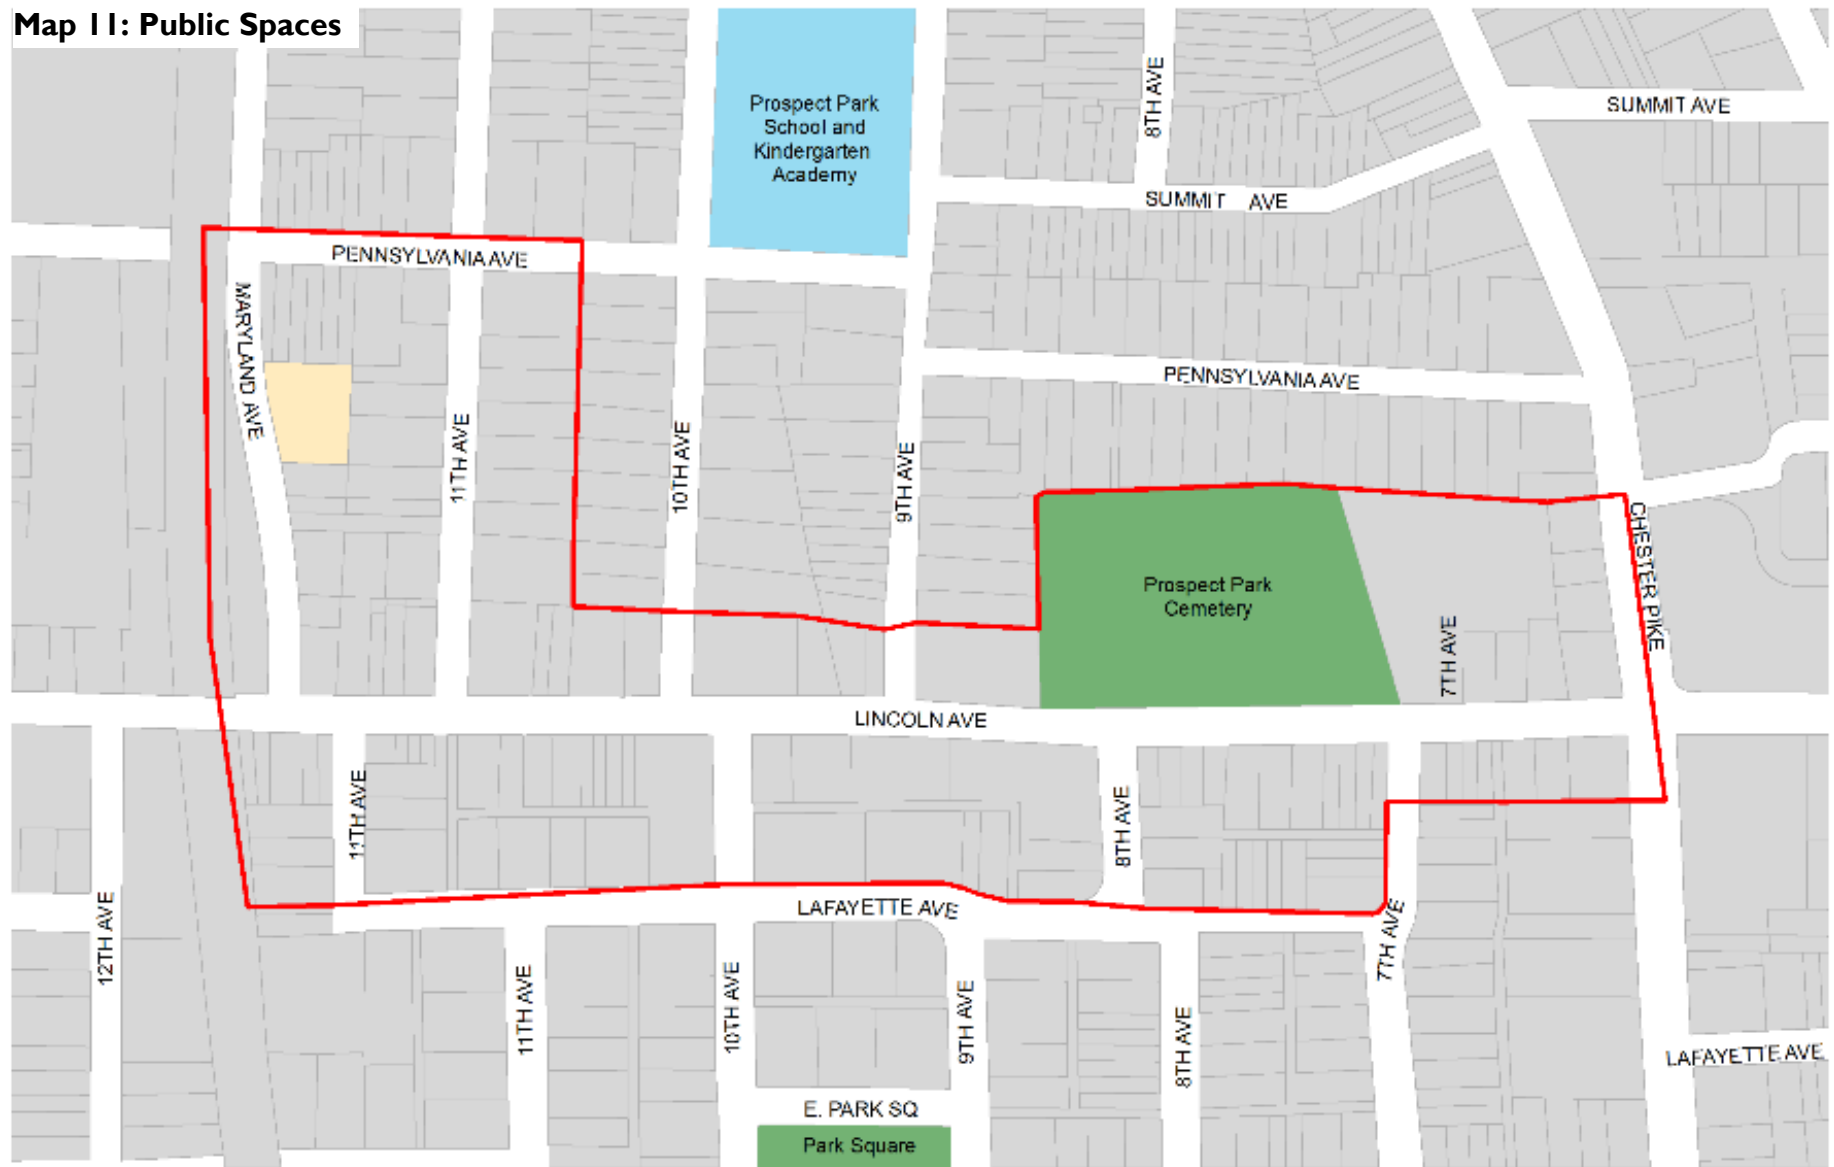 Map 11: Public Spaces
8TH AVE
Prospect Park
School and
Kindergarten
Academy
SUMMIT AVE
SUMMIT AVE
PENNSYLVANIA AVE
MARYLAND AVE
PENNSYLVANIA AVE
11TH AVE
10TH AVE
9TH AVE
CHESTER PIKE
Prospect Park
Cemetery
7TH AVE
LINCOLN AVE
11TH AVE
8TH AVE
LAFAYETTE AVE
12TH AVE
7TH AVE
11TH AVE
10TH AVE
9TH AVE
8TH AVE
LAFAYETTE AVE
E. PARK SQ
Park Square